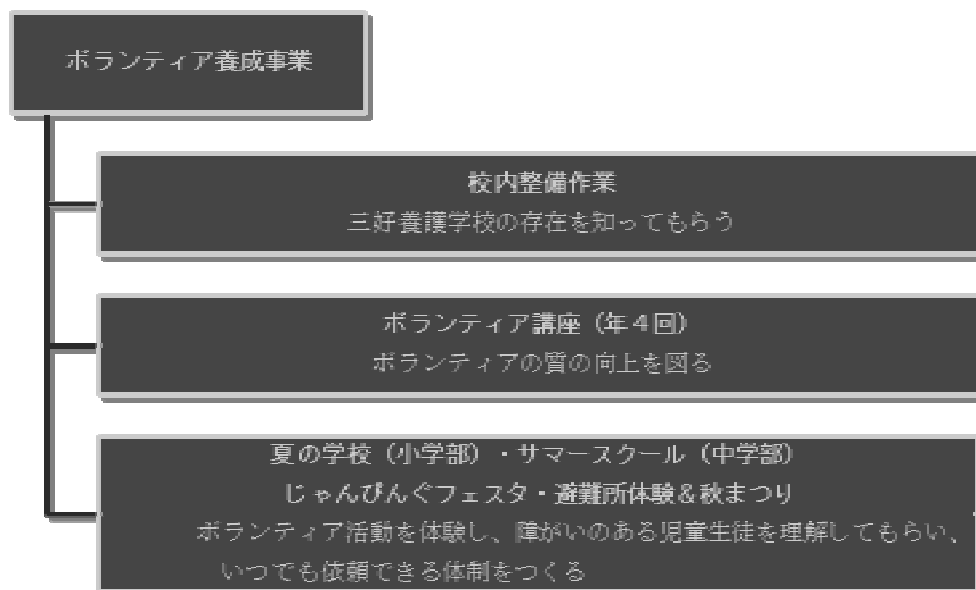 ボランティア養成事業
校内整備作業
三好養護学校の存在を知ってもらう
ボランティア講座（年４回）
ボランティアの質の向上を図る
夏の学校（小学部）・サマースクール（中学部）
じゃんぴんぐフェスタ・避難所体験＆秋まつり
ボランティア活動を体験し、障がいのある児童生徒を理解してもらい、
いつでも依頼できる体制をつくる